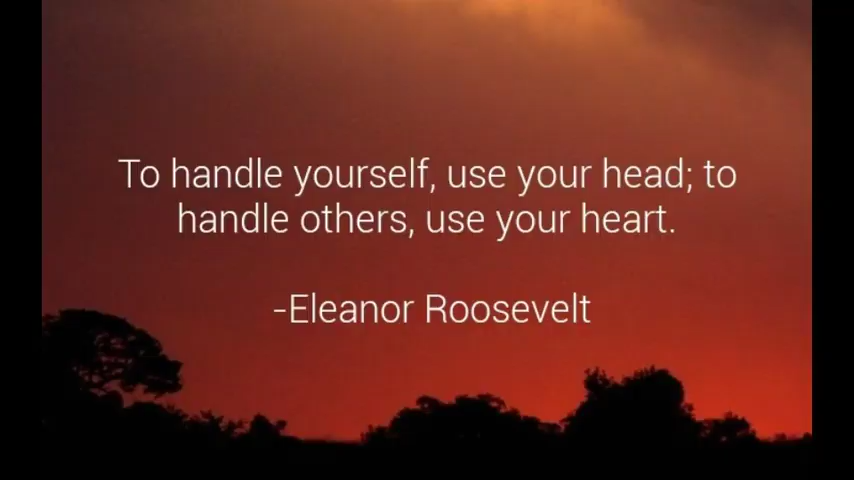 To handle yourself, use your head; to
handle others, use your heart.
-Eleanor Roosevelt